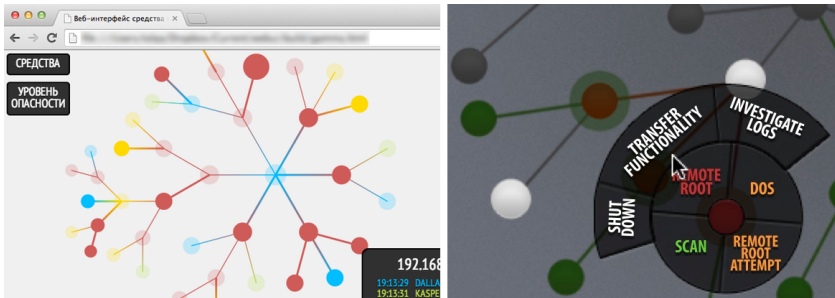 Веб-интерфейс средства
СРЕДСТВА
УРОВЕНЬ
ОПАСНОСТИ
192.168
19:13:29 DALLA
19:13:31 KASPE
TRANSFER
FUNCTIONALITY
INVESTIGATE
LOGS
REMOTE
ROOT
DOS
SHUT
DOWN
SCAN
REMOTE
ROOT
ATTEMPT